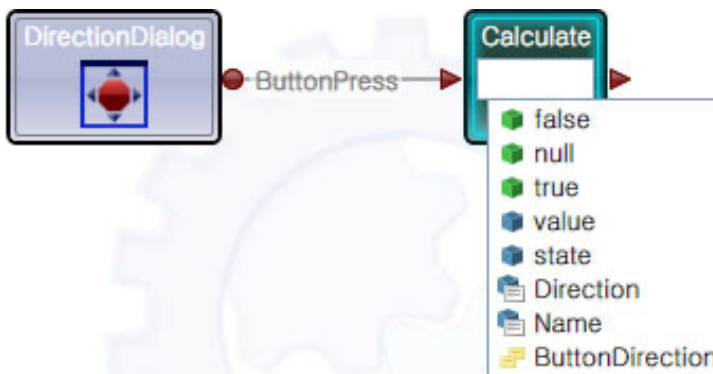 DirectionDialog
ButtonPress
Calculate
false
null
true
value
state
Direction
Name
ButtonDirection